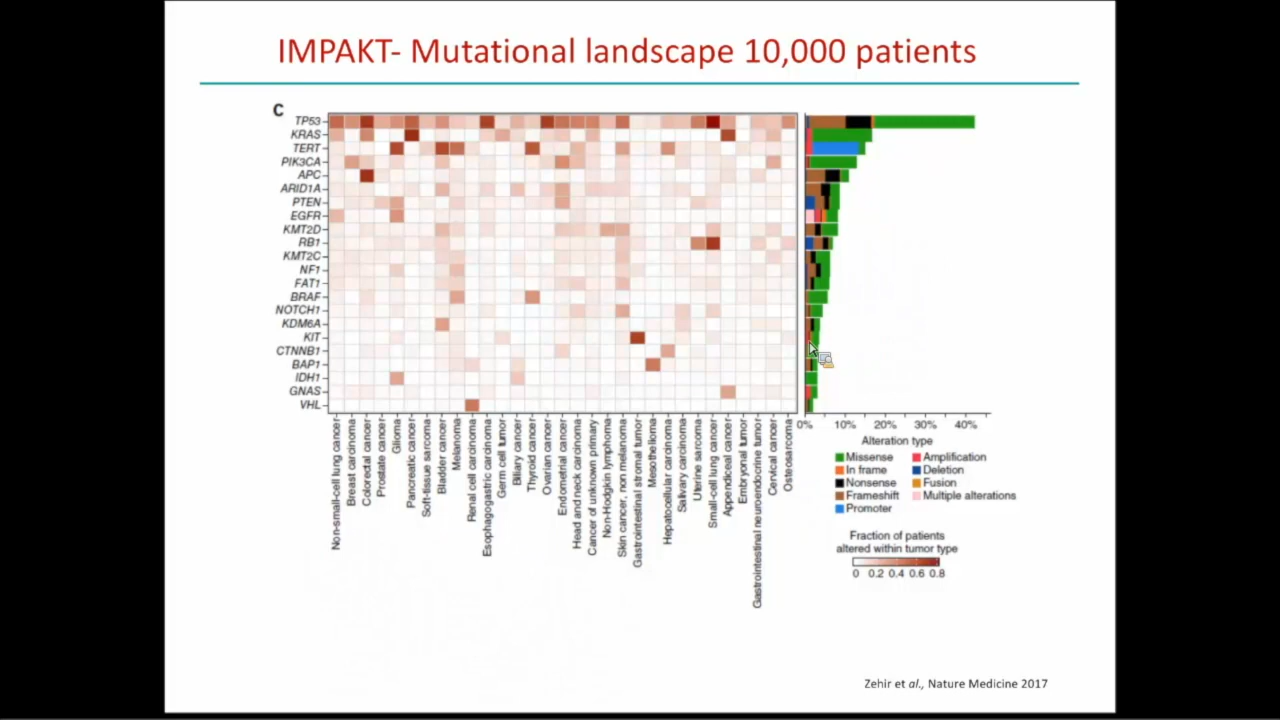 IMPAKT- Mutational landscape 10,000 patients
C
TP53
KRAS
TERT
PIK3CA
APC
ARID1A
PTEN
EGFR
KMT2D
RB1
KMT2C
NF1
FAT1
BRAF
NOTCH1
KDM6A
KIT
CTNNB1
BAP1
IDH1
GNAS
VHL
Non-small-cell lung cancer
Breast carcinoma
Colorectal cancer
Prostate cancer
Glioma
Pancreatic cancer
Soft-tissue sarcoma
Bladder cancer
Melanoma
Renal cell carcinoma
Esophagogastric carcinoma
Germ cell tumor
Biliary cancer
Thyroid cancer
Ovarian cancer
Endometrial cancer
Head and neck carcinoma
Cancer of unknown primary
Non-Hodgkin lymphoma
Skin cancer, non melanoma
Gastrointestinal stromal tumor
Mesothelioma
Hepatocellular carcinoma
Salivary carcinoma
Uterine sarcoma
Small-cell lung cancer
Appendiceal cancer
Embryonal tumor
Gastrointestinal neuroendocrine tumor
Cervical cancer
Osteosarcoma
0% 10% 20% 30% 40%
Alteration type
Missense Amplification
In frame Deletion
Nonsense Fusion
Frameshift Multiple alterations
Promoter
Fraction of patients
altered within tumor type
0 0.2 0.4 0.6 0.8
Zehir et al., Nature Medicine 2017